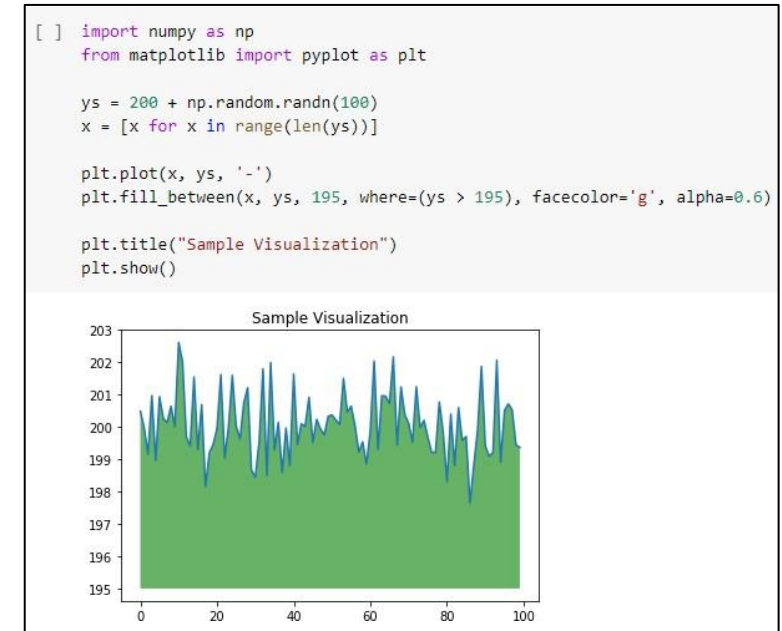 [ ] import numpy as np
from matplotlib import pyplot as plt
ys = 200 + np.random.randn(100)
x = [x for x in range(len(ys))]
plt.plot(x, ys, '-')
plt.fill_between(x, ys, 195, where=(ys > 195), facecolor='g', alpha=0.6)
plt.title("Sample Visualization")
plt.show()
Sample Visualization
203
202
201
200
199
198
197
196
195
0 20 40 60 80 100